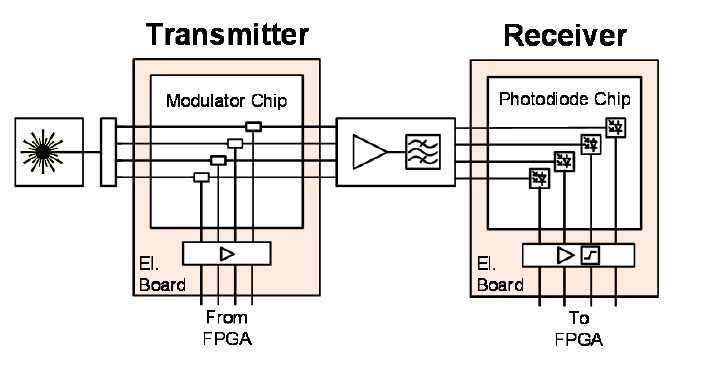 Transmitter
Receiver
Modulator Chip
Photodiode Chip
El.
Board
El.
Board
From
FPGA
To
FPGA